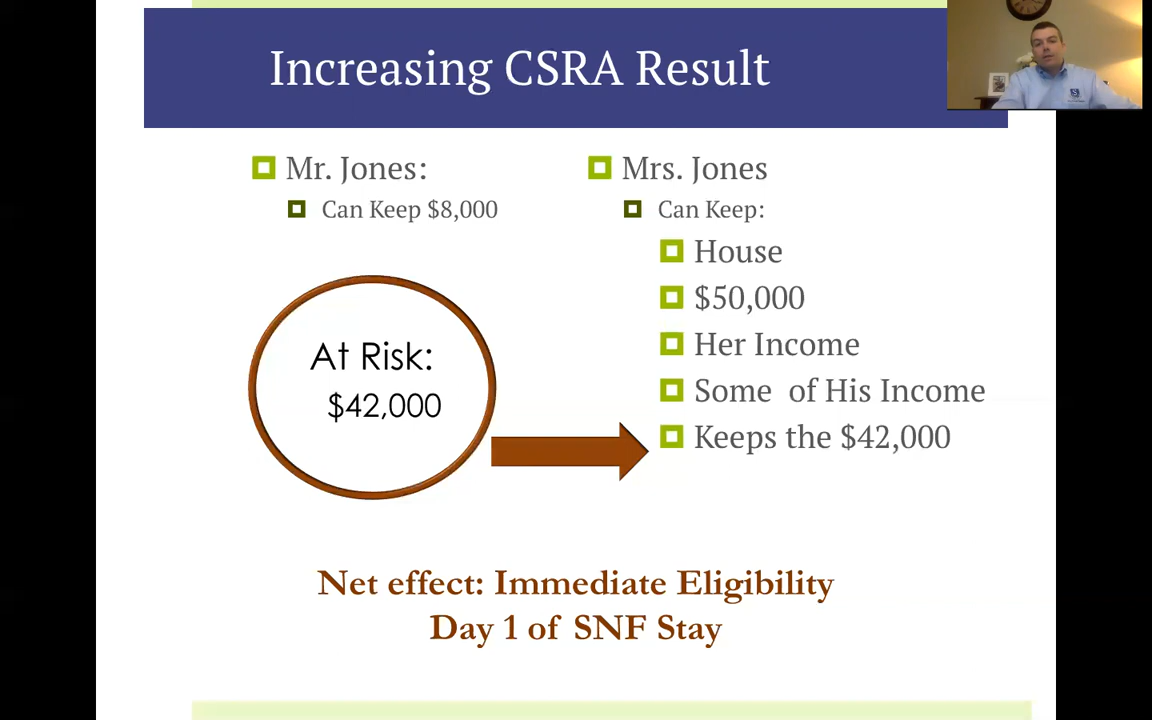 Increasing CSRA Result
Mr. Jones:
Can Keep $8,000
At Risk:
$42,000
Mrs. Jones
Can Keep:
House
$50,000
Her Income
Some of His Income
Keeps the $42,000
Net effect: Immediate Eligibility
Day 1 of SNF Stay